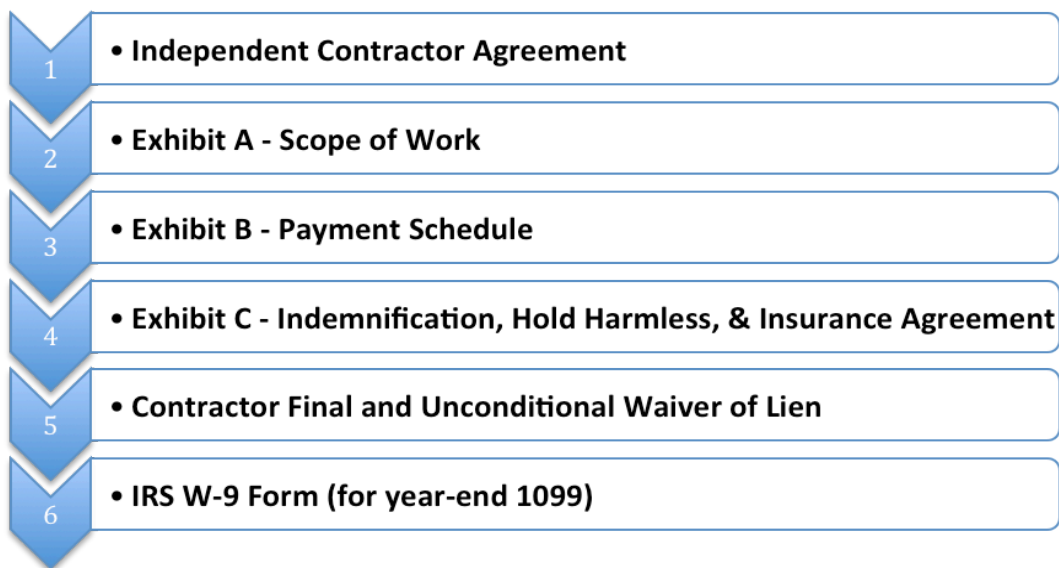 1
• Independent Contractor Agreement
2
• Exhibit A - Scope of Work
3
• Exhibit B - Payment Schedule
4
• Exhibit C - Indemnification, Hold Harmless, & Insurance Agreement
5
• Contractor Final and Unconditional Waiver of Lien
6
• IRS W-9 Form (for year-end 1099)